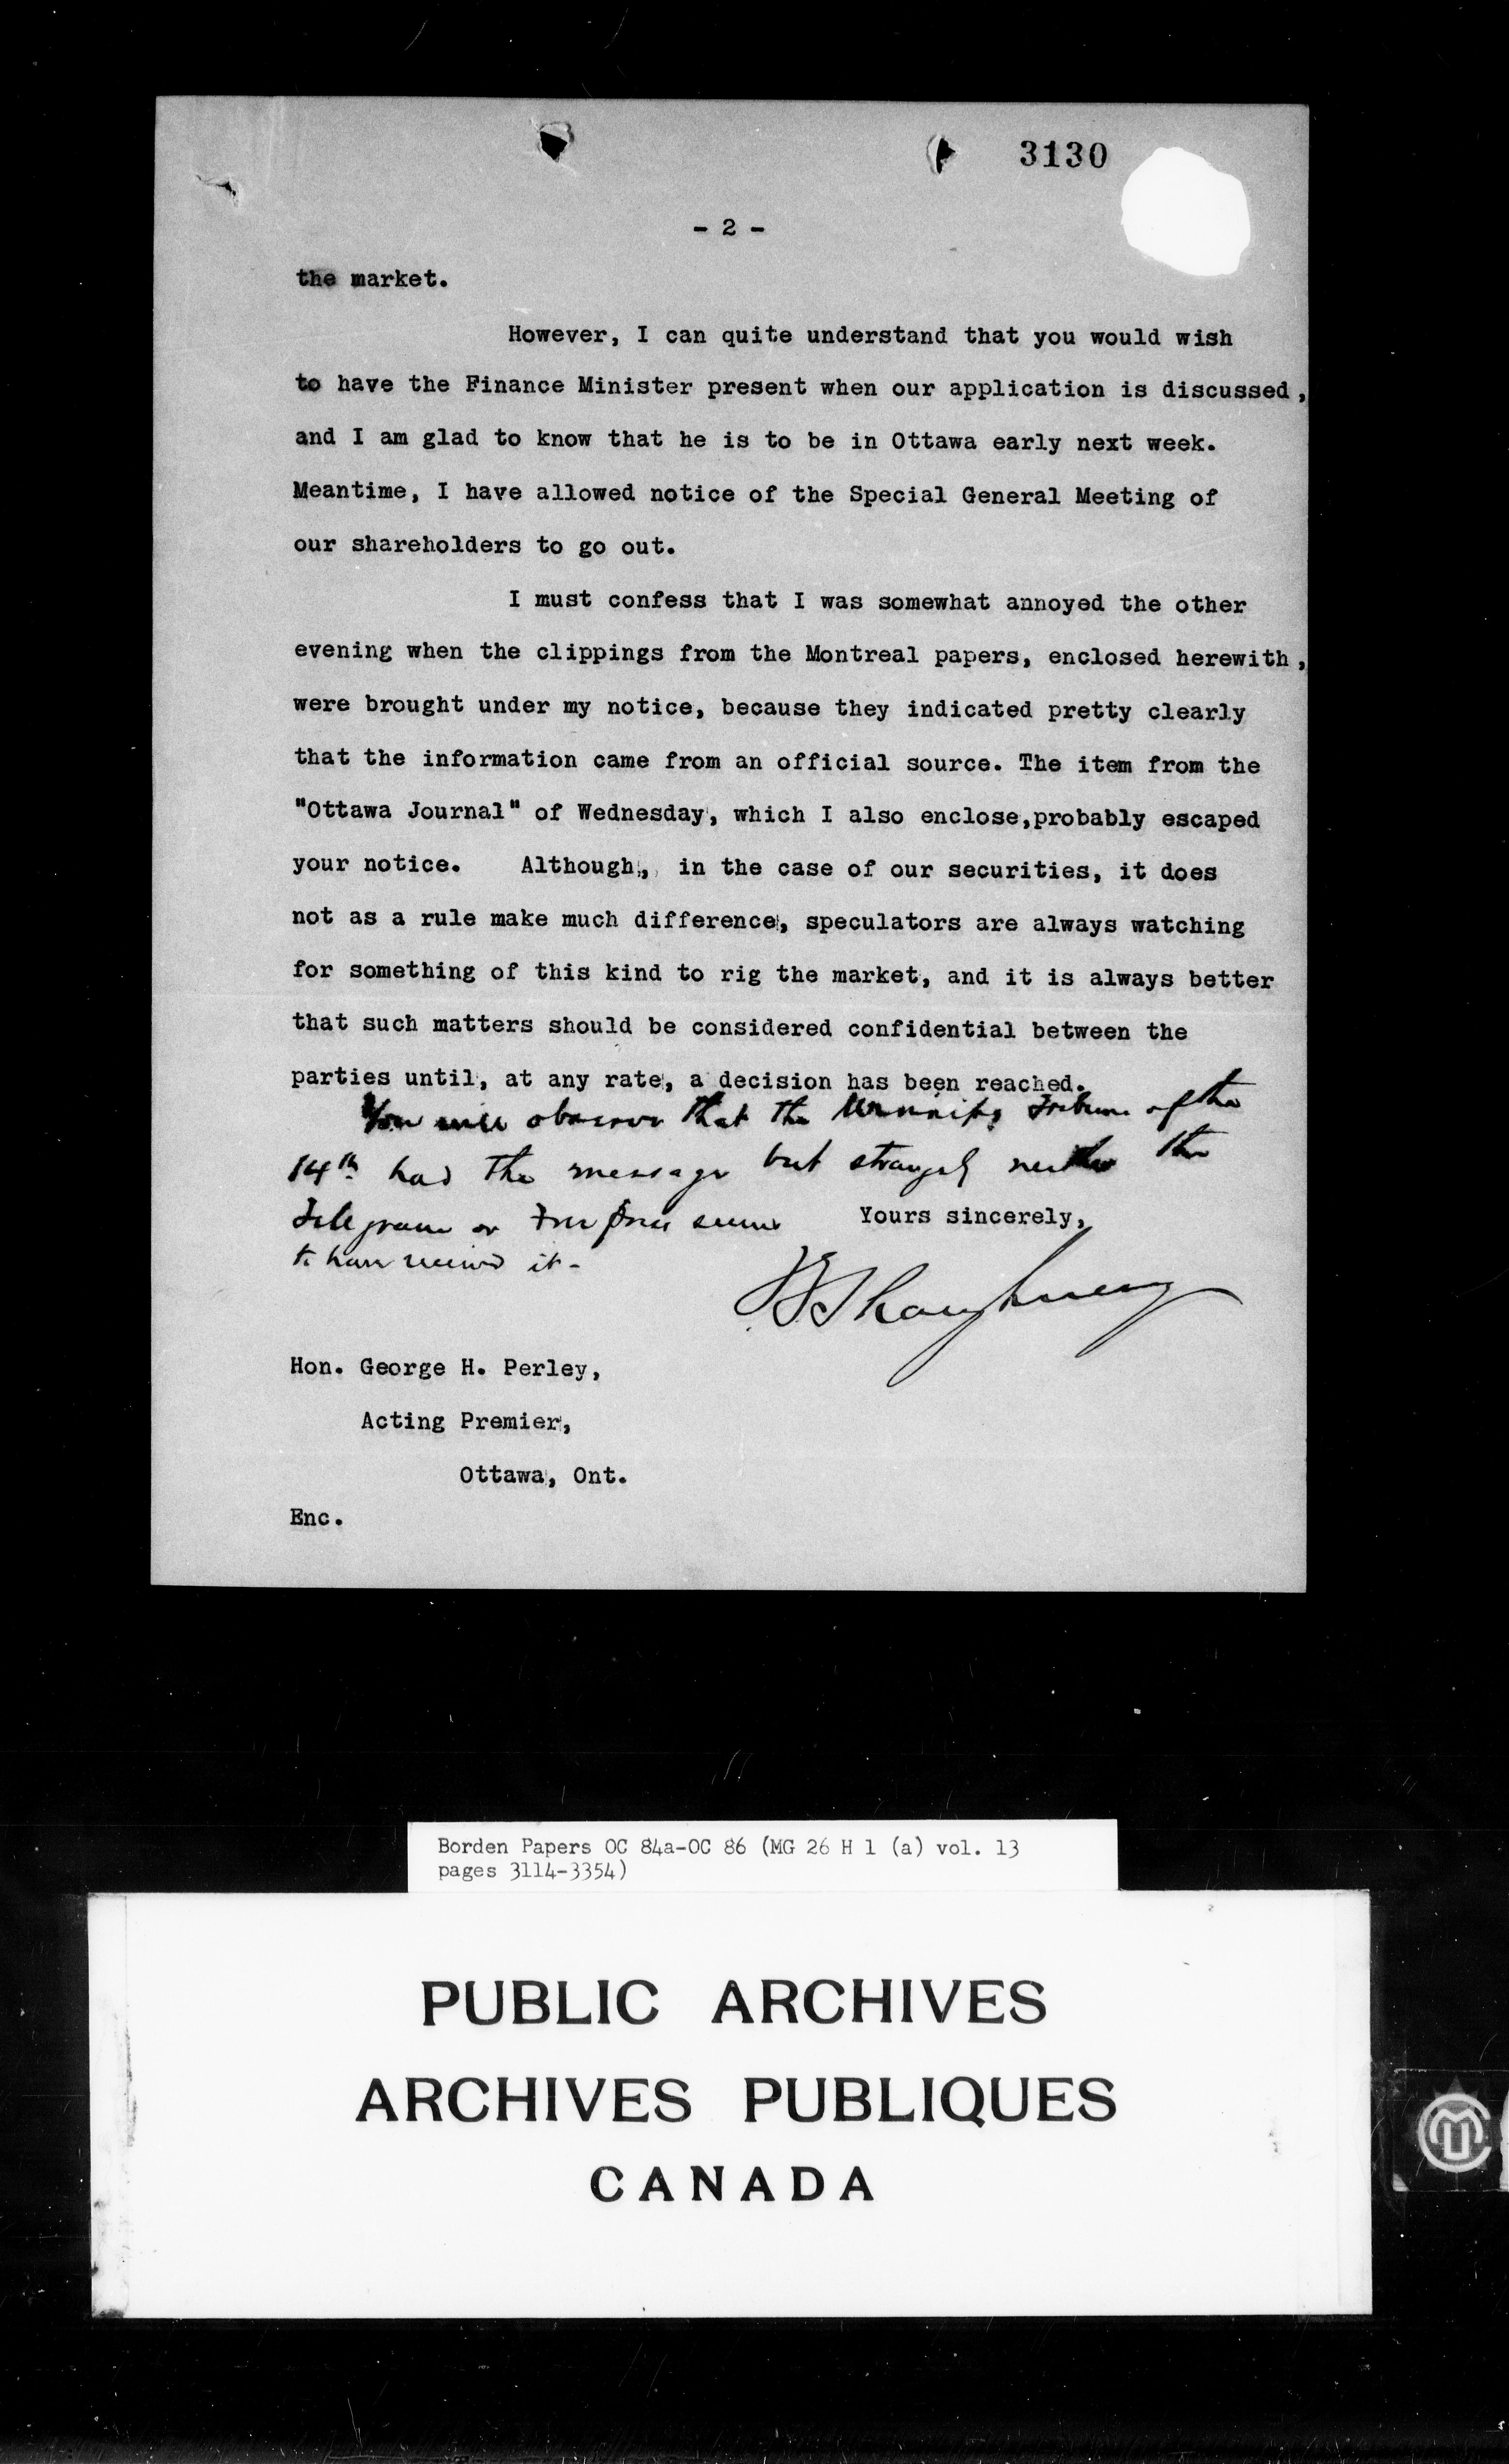 3130
- 2 -
the market.
However, I can quite understand that you would wish
to have the Finance Minister present when our application is discussed,
and I am glad to know that he is to be in Ottawa early next week.
Meantime, I have allowed notice of the Special General Meeting of
our shareholders to go out.
I must confess that I was somewhat annoyed the other
evening when the clippings from the Montreal papers, enclosed herewith,
were brought under my notice, because they indicated pretty clearly
that the information came from an official source. The item from the
"Ottawa Journal" of Wednesday, which I also enclose,probably escaped
your notice. Although, in the case of our securities, it does
not as a rule make much difference, speculators are always watching
for something of this kind to rig the market, and it is always better
that such matters should be considered confidential between the
parties until, at any rate, a decision has been reached.
You will observe that the Winnipeg Tribune of the
14th had the message but strangely neither the
Telegram or Free Press seems Yours sincerely,
to have received it -
TGShaughnessy
Hon. George H. Perley,
Acting Premier,
Ottawa, Ont.
Enc.
Borden Papers OC 84a-OC 86 (MG 26 H 1 (a) vol. 13
pages 3114-3354)
PUBLIC ARCHIVES
ARCHIVES PUBLIQUES
CANADA